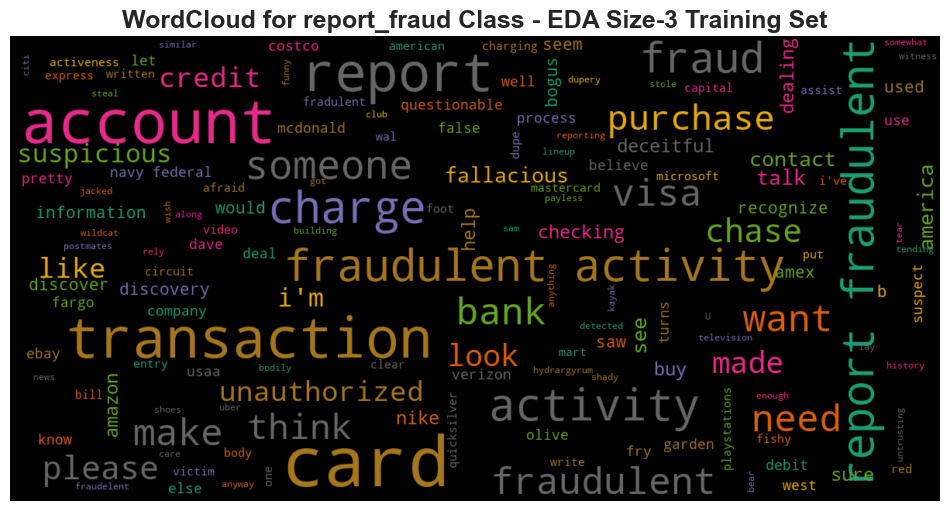 WordCloud for report_fraud Class - EDA Size-3 Training Set
similar
costco
american
charging
seem
somewhat
citi
activeness
let
credit
funny
report
well
dupery
bogus
fraud
dealing
witness
express
written
fradulent
questionable
stole
capital
assist
used
steal
account
club
process
purchase
use
mcdonald
wal
false
dupe
reporting
deceitful
suspicious
someone
lineup
believe
contact
navy federal
pretty
jacked
afraid
got
fallacious
mastercard
payless
microsoft
talk
i've
visa
report fraudulent
america
information
wish
along
would
charge
foot
help
sam
checking
recognize
chase
wildcat
video
building
tear
postmates
rely
dave
deal
tending
like
circuit
fraudulent activity
anything
put
amex
discover
discovery
i'm
kayak
b
suspect
fargo
company
bank
see
turns
U
want
transaction
detected
television
ebay
entry
clear
look
mart
saw
made
lay
history
usaa
verizon
hydrargyrum
shady
buy
news
bodily
amazon
bill
unauthorized
quicksilver
activity
playstations
enough
shoes
uber
nike
need
know
make
think
olive
fishy
untrusting
care
body
card
fry
garden
please
victim
one
write
debit
red
else
anyway
fraudulent
bear
west
sure
fraudelent